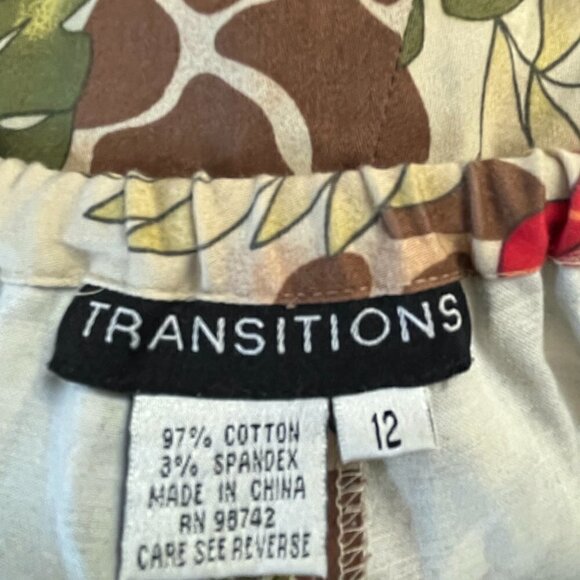 TRANSITIONS
97% COTTON
3% SPANDEX
MADE IN CHINA
RN 98742
CARE SEE REVERSE
12